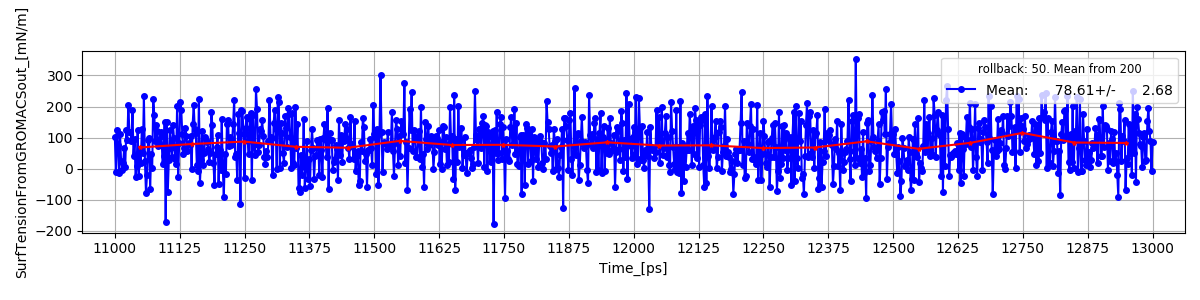 SurfTensionFromGROMACSout_[mN/m]
300
200
100
0
−100
−200
rollback: 50. Mean from 200
Mean: 78.61+/- 2.68
11000 11125 11250 11375 11500 11625 11750 11875 12000 12125 12250 12375 12500 12625 12750 12875 13000
Time_[ps]